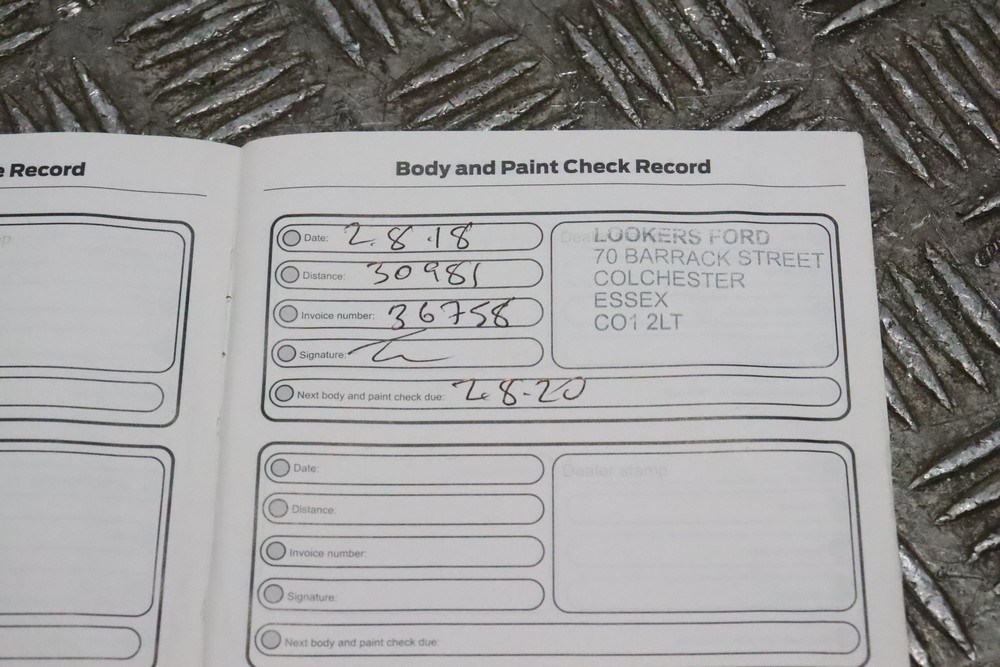 e Record
Body and Paint Check Record
Date: 2.8.18
Distance: 30981
Invoice number: 36758
Signature:
Next body and paint check due: 2.8.20
LOOKERS FORD
70 BARRACK STREET
COLCHESTER
ESSEX
CO1 2LT
Date:
Distance:
Invoice number:
Signature:
Next body and paint check due:
Dealer stamp